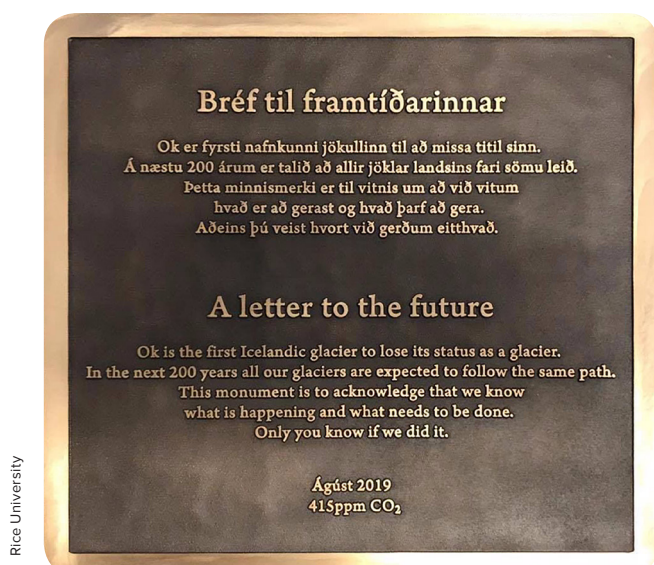 Bréf til framtíðarinnar
Ok er fyrsti nafnkunni jökullinn til að missa titil sinn.
Á næstu 200 árum er talið að allir jöklar landsins fari sömu leið.
Þetta minnismerki er til vitnis um að við vitum
hvað er að gerast og hvað þarf að gera.
Aðeins þú veist hvort við gerðum eitthvað.
A letter to the future
Ok is the first Icelandic glacier to lose its status as a glacier.
In the next 200 years all our glaciers are expected to follow the same path.
This monument is to acknowledge that we know
what is happening and what needs to be done.
Only you know if we did it.
Ágúst 2019
415ppm CO₂
Rice University